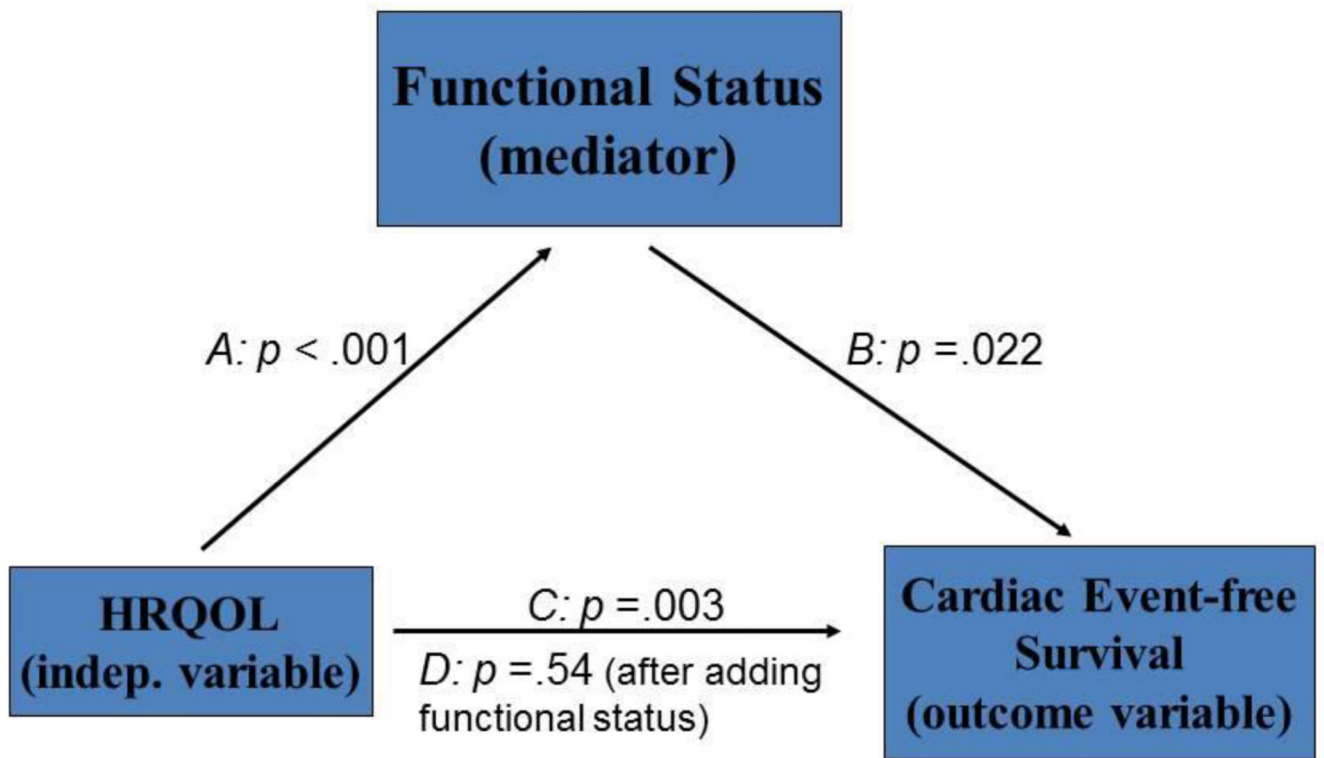 Functional Status
(mediator)
A: p < .001
B: p =.022
HRQOL
(indep. variable)
C: p =.003
D: p =.54 (after adding
functional status)
Cardiac Event-free
Survival
(outcome variable)